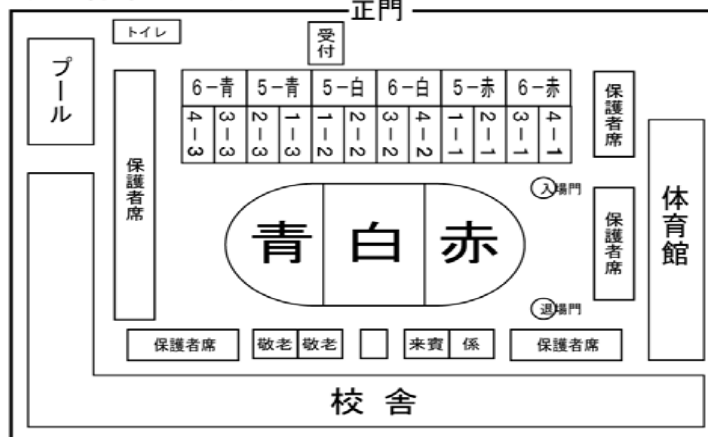 正門
トイレ
受付
プール
6-青 5-青 5-白 6-白 5-赤 6-赤
4-3 3-3 2-3 1-3 1-2 2-2 3-2 4-2 1-1 2-1 3-1 4-1
保護者席
保護者席
体育館
入場門
青 白 赤
保護者席
退場門
保護者席 敬老 敬老 来賓 係 保護者席
校舎